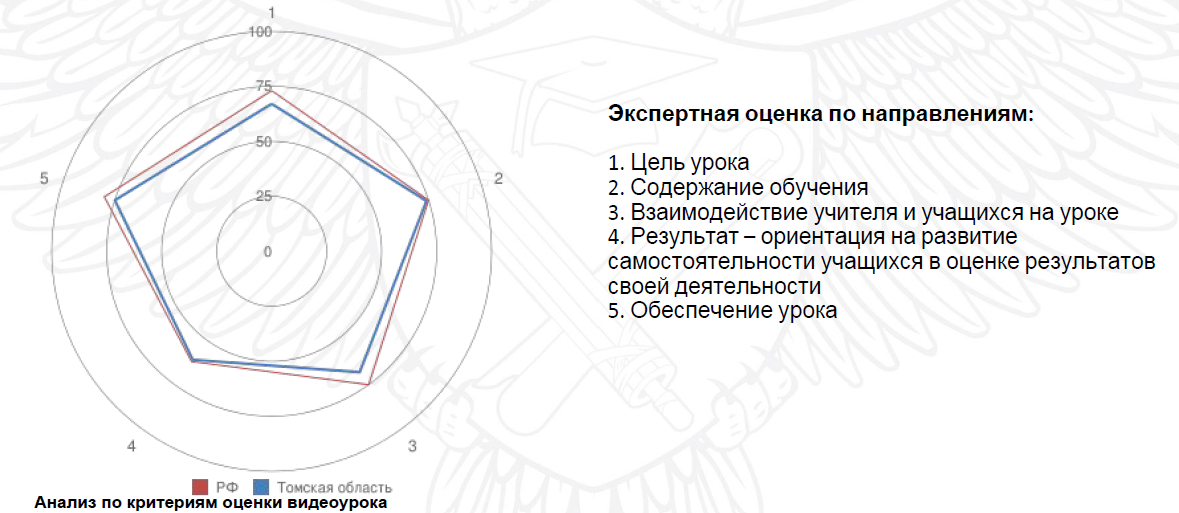 1
100
75
50
25
0
5
2
4
3
РФ
Томская область
Анализ по критериям оценки видеоурока
Экспертная оценка по направлениям:
1. Цель урока
2. Содержание обучения
3. Взаимодействие учителя и учащихся на уроке
4. Результат – ориентация на развитие
самостоятельности учащихся в оценке результатов
своей деятельности
5. Обеспечение урока